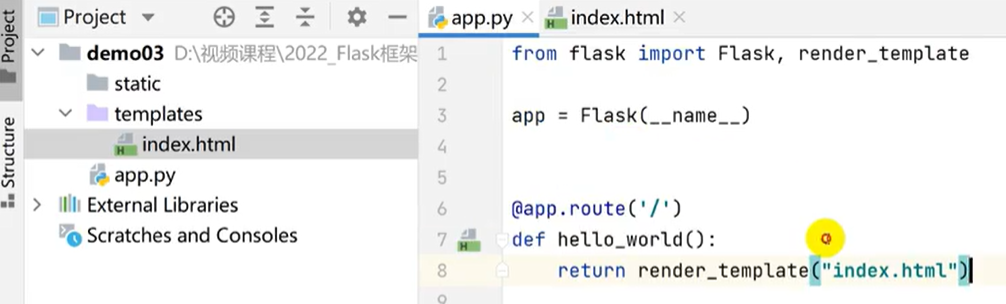 Project
Structure
Project
demo03 D:\视频课程\2022_Flask框架
static
templates
index.html
app.py
External Libraries
Scratches and Consoles
app.py
index.html
1 from flask import Flask, render_template
2
3 app = Flask(__name__)
4
5
6 @app.route('/')
7 def hello_world():
8 return render_template("index.html")
9